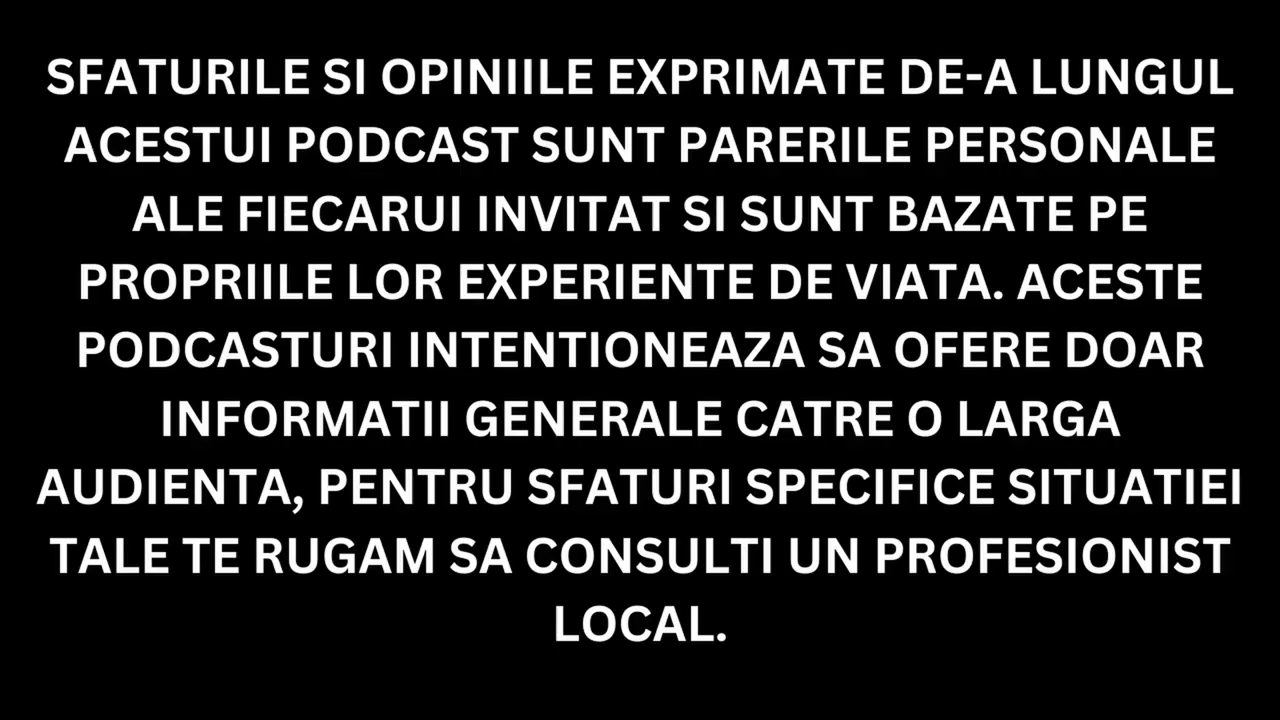 SFATURILE SI OPINIILE EXPRIMATE DE-A LUNGUL
ACESTUI PODCAST SUNT PARERILE PERSONALE
ALE FIECARUI INVITAT SI SUNT BAZATE PE
PROPRIILE LOR EXPERIENTE DE VIATA. ACESTE
PODCASTURI INTENTIONEAZA SA OFERE DOAR
INFORMATII GENERALE CATRE O LARGA
AUDIENTA, PENTRU SFATURI SPECIFICE SITUATIEI
TALE TE RUGAM SA CONSULTI UN PROFESIONIST
LOCAL.